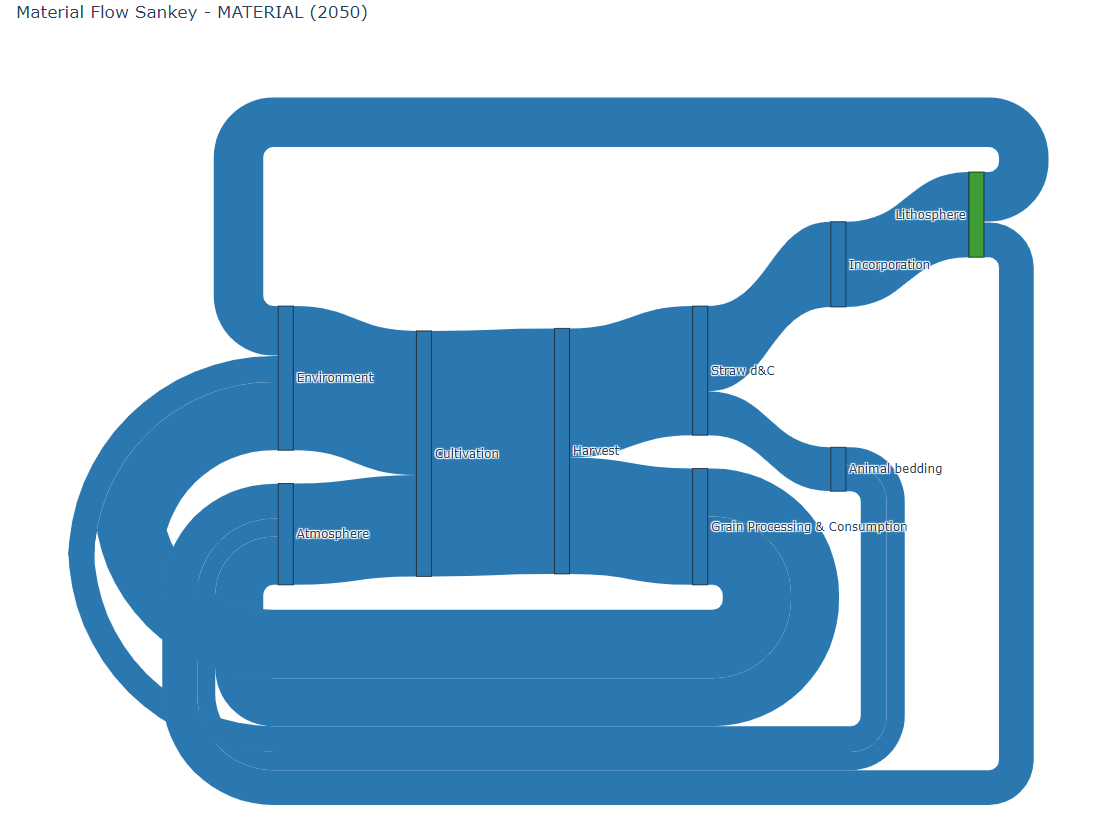 Material Flow Sankey - MATERIAL (2050)
Lithosphere
Incorporation
Straw d&C
Environment
Harvest
Cultivation
Animal bedding
Grain Processing & Consumption
Atmosphere